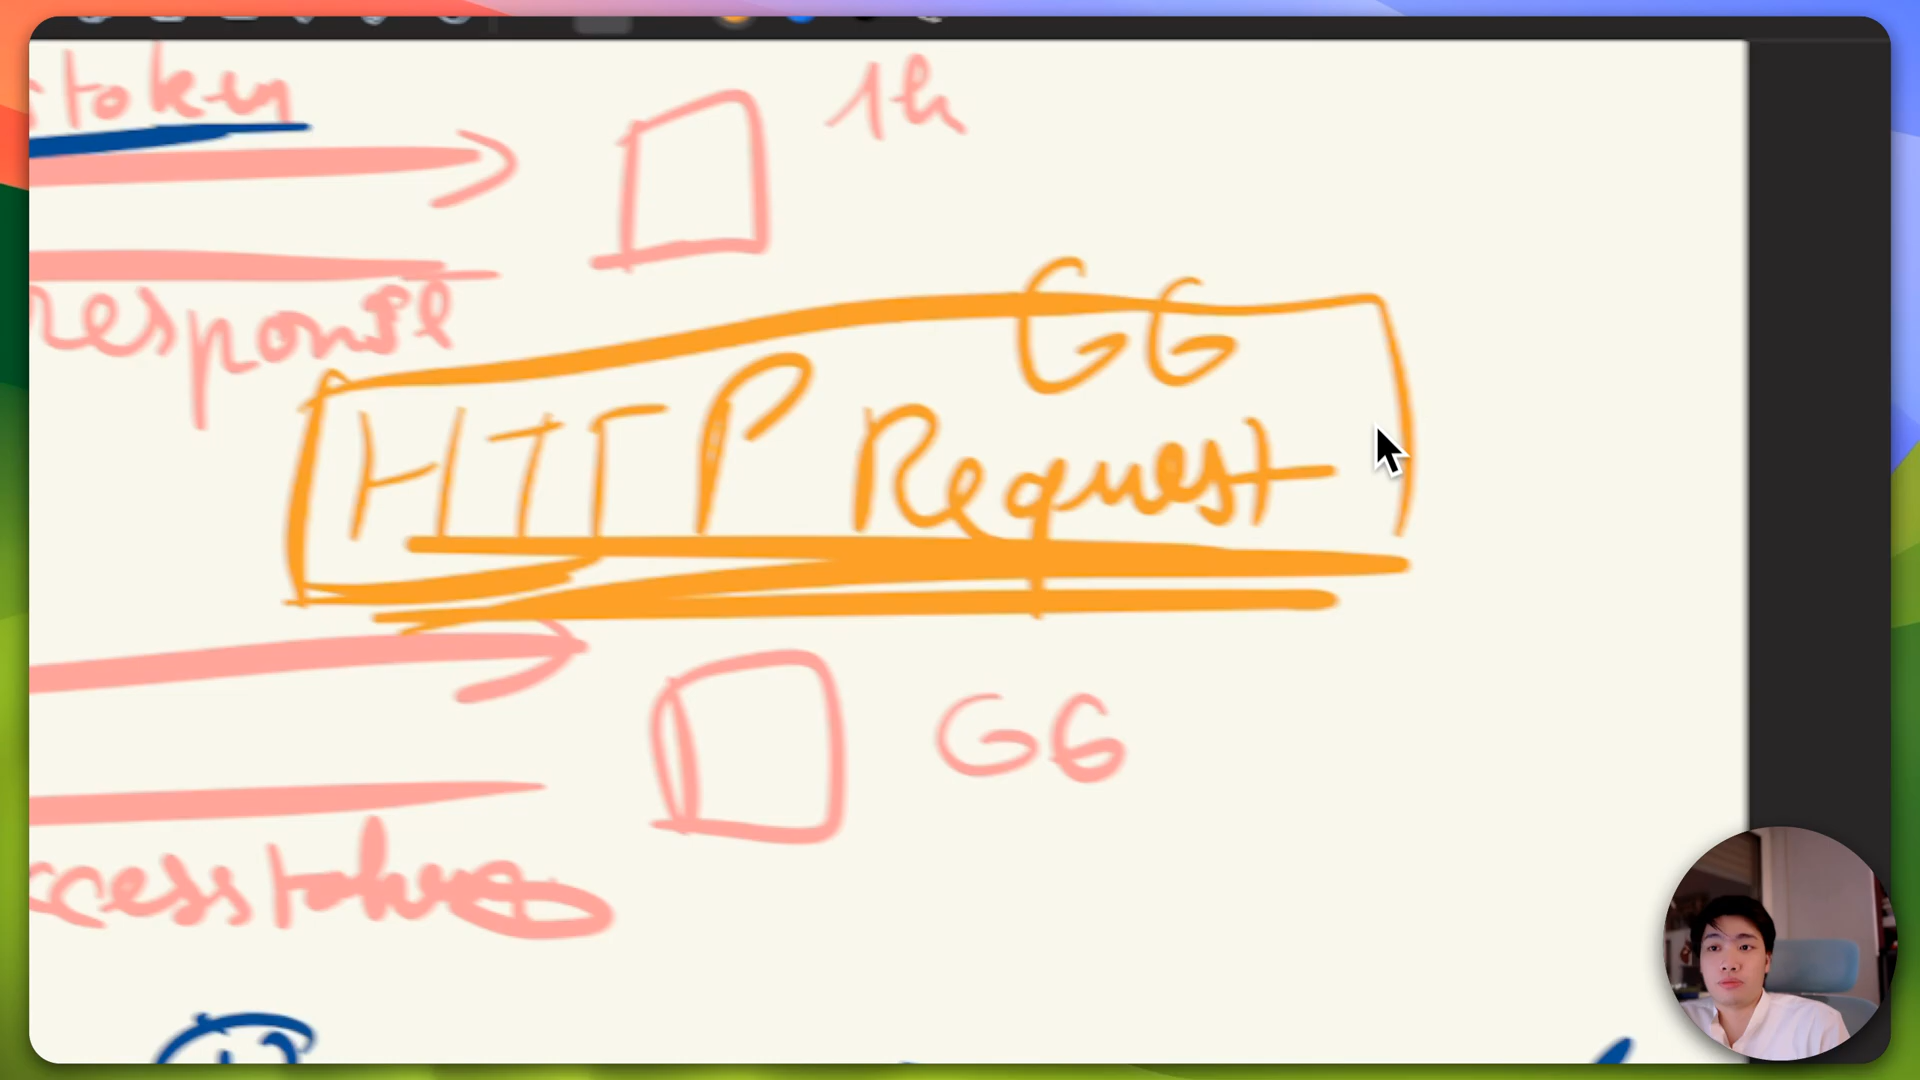 token
1h
response
GG
HTTP Request
GG
ccesstoken